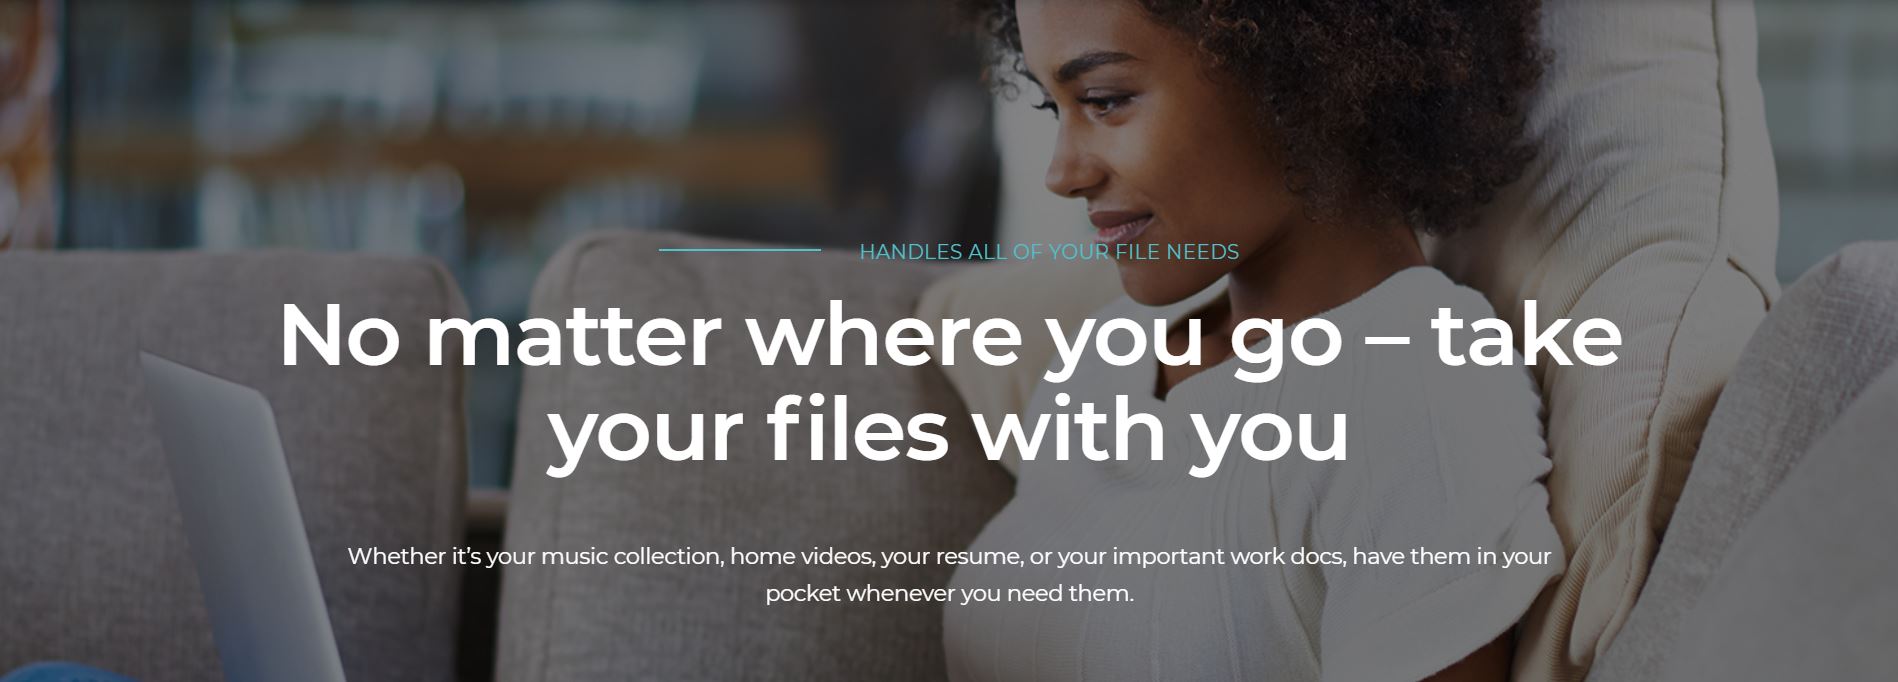 HANDLES ALL OF YOUR FILE NEEDS
No matter where you go – take
your files with you
Whether it’s your music collection, home videos, your resume, or your important work docs, have them in your
pocket whenever you need them.